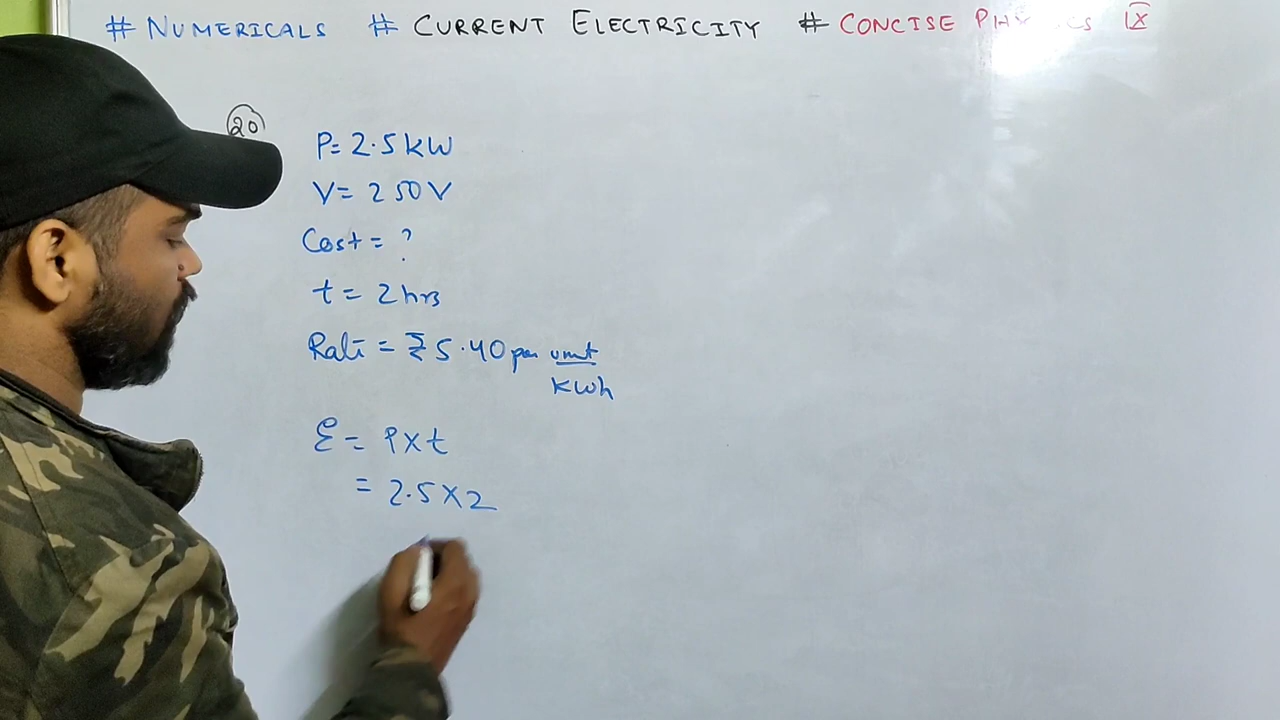 # NUMERICALS # CURRENT ELECTRICITY # CONCISE PHYSICS IX
20
P= 2.5 kW
V= 250 V
Cost = ?
t = 2 hrs
Rate = ₹ 5.40 per unit
kWh
E = P x t
= 2.5 x 2